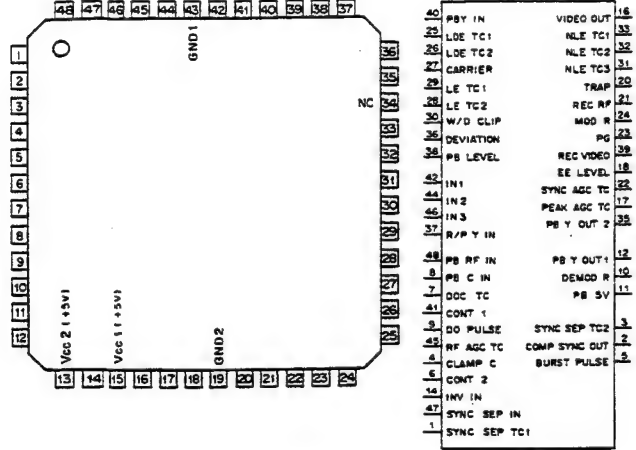 48 47 46 45 44 43 42 41 40 39 38 37
GND1
1 36
2 35
3 NC 34
4 33
5 32
6 31
7 30
8 29
9 28
10 27
11 26
12 25
Vcc 2 (+5V)
Vcc 1 (+5V)
GND2
13 14 15 16 17 18 19 20 21 22 23 24
40 PBY IN
25 LDE TC1
26 LDE TC2
27 CARRIER
29 LE TC1
28 LE TC2
30 W/D CLIP
36 DEVIATION
38 PB LEVEL
42 IN1
44 IN2
46 IN3
37 R/P Y IN
48 PB RF IN
8 PB C IN
7 DOC TC
41 CONT 1
9 DO PULSE
45 RF AGC TC
4 CLAMP C
6 CONT 2
14 INV IN
47 SYNC SEP IN
1 SYNC SEP TC1
VIDEO OUT 16
NLE TC1 33
NLE TC2 32
NLE TC3 31
TRAP 20
REC RF 21
MOD R 24
PG 23
REC VIDEO 39
EE LEVEL 18
SYNC AGC TC 22
PEAK AGC TC 17
PB Y OUT 2 35
PB Y OUT1 12
DEMOD R 10
PB 5V 11
SYNC SEP TC2 3
COMP SYNC OUT 2
BURST PULSE 5